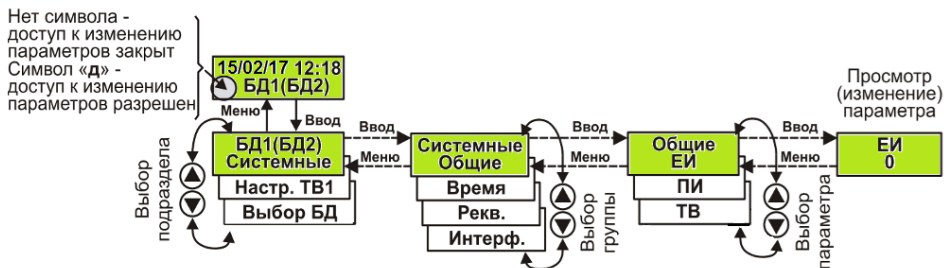 Нет символа -
доступ к изменению
параметров закрыт
Символ «д» -
доступ к изменению
параметров разрешен
15/02/17 12:18
БД1(БД2)
Меню
Ввод
БД1(БД2)
Системные
Настр. ТВ1
Выбор БД
Выбор
подраздела
Ввод
Меню
Системные
Общие
Время
Рекв.
Интерф.
Выбор
группы
Ввод
Меню
Общие
ЕИ
ПИ
ТВ
Выбор
параметра
Ввод
Меню
Просмотр
(изменение)
параметра
ЕИ
0